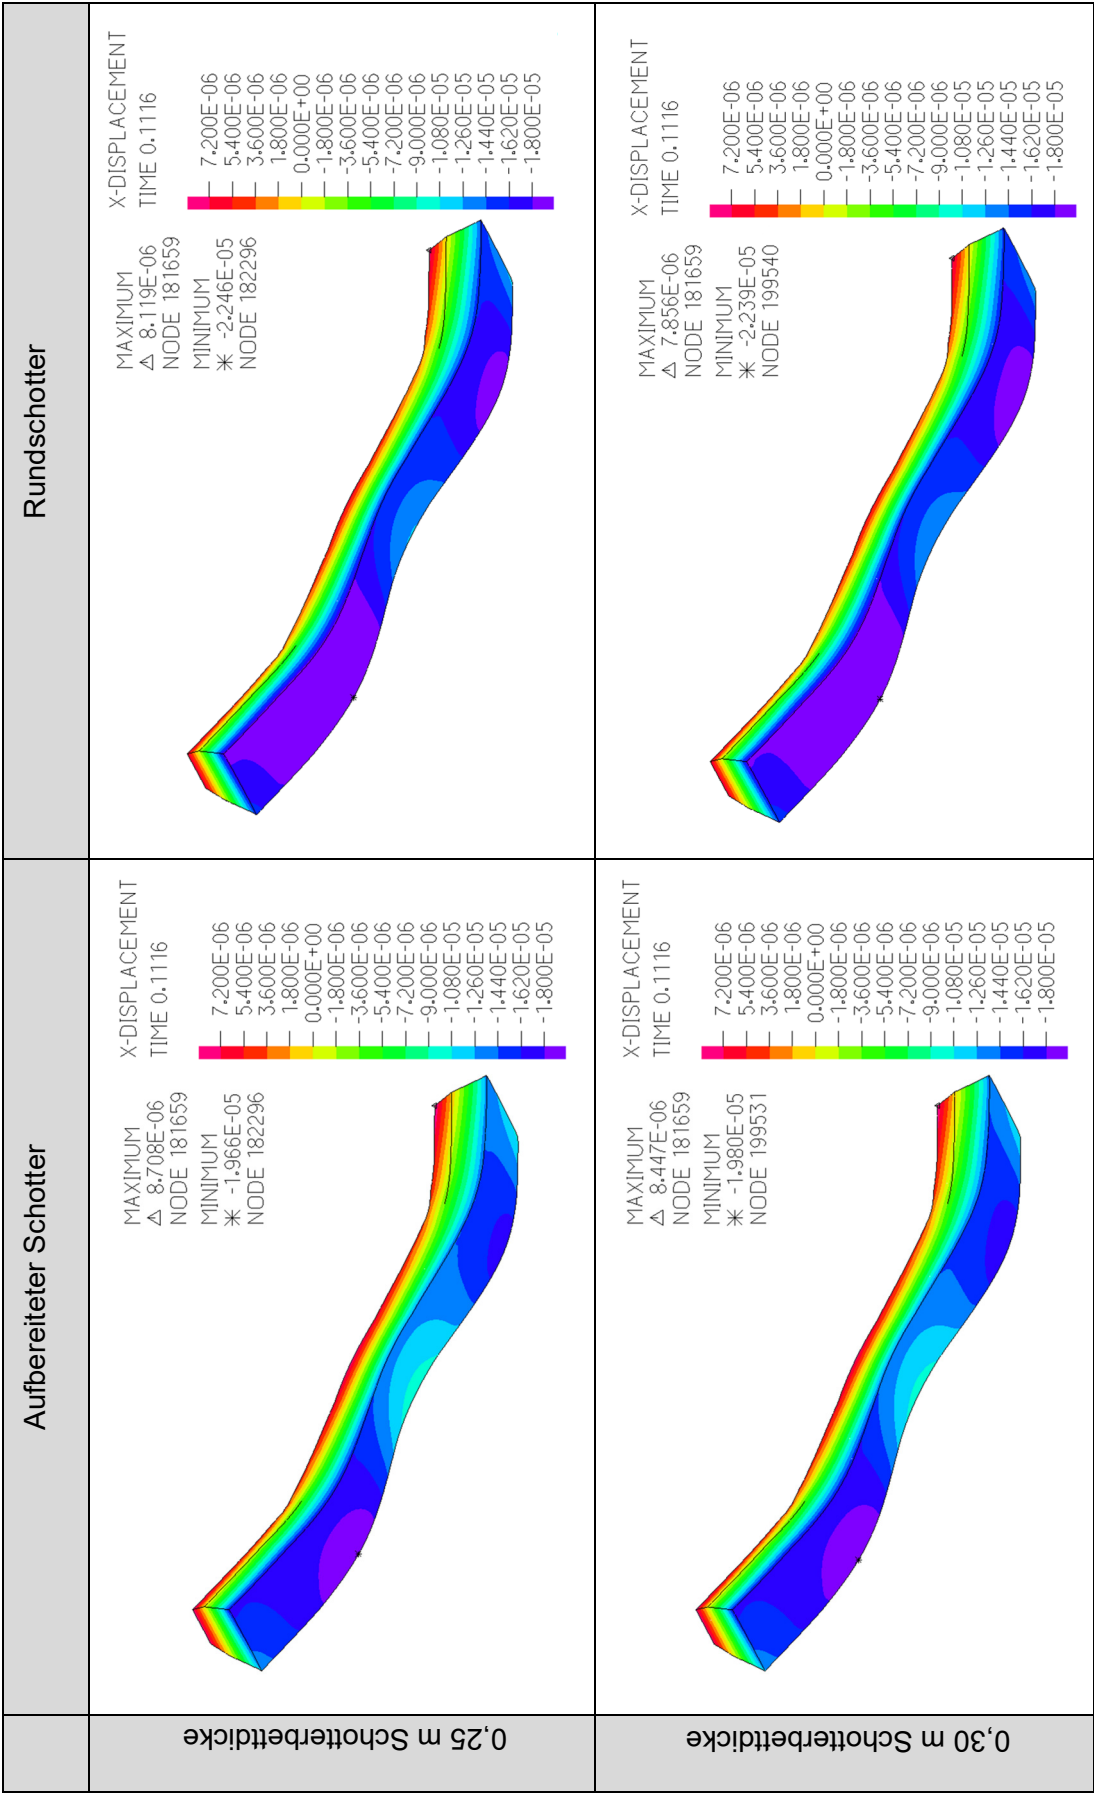 Aufbereiteter Schotter
Rundschotter
0,25 m Schotterbettdicke
X-DISPLACEMENT
TIME 0.1116
7.200E-06
5.400E-06
3.600E-06
1.800E-06
0.000E+00
-1.800E-06
-3.600E-06
-5.400E-06
-7.200E-06
-9.000E-06
-1.080E-05
-1.260E-05
-1.440E-05
-1.620E-05
-1.800E-05
MAXIMUM
△ 8.708E-06
NODE 181659
MINIMUM
* -1.966E-05
NODE 182296
X-DISPLACEMENT
TIME 0.1116
7.200E-06
5.400E-06
3.600E-06
1.800E-06
0.000E+00
-1.800E-06
-3.600E-06
-5.400E-06
-7.200E-06
-9.000E-06
-1.080E-05
-1.260E-05
-1.440E-05
-1.620E-05
-1.800E-05
MAXIMUM
△ 8.119E-06
NODE 181659
MINIMUM
* -2.246E-05
NODE 182296
0,30 m Schotterbettdicke
X-DISPLACEMENT
TIME 0.1116
7.200E-06
5.400E-06
3.600E-06
1.800E-06
0.000E+00
-1.800E-06
-3.600E-06
-5.400E-06
-7.200E-06
-9.000E-06
-1.080E-05
-1.260E-05
-1.440E-05
-1.620E-05
-1.800E-05
MAXIMUM
△ 8.447E-06
NODE 181659
MINIMUM
* -1.980E-05
NODE 199531
X-DISPLACEMENT
TIME 0.1116
7.200E-06
5.400E-06
3.600E-06
1.800E-06
0.000E+00
-1.800E-06
-3.600E-06
-5.400E-06
-7.200E-06
-9.000E-06
-1.080E-05
-1.260E-05
-1.440E-05
-1.620E-05
-1.800E-05
MAXIMUM
△ 7.856E-06
NODE 181659
MINIMUM
* -2.239E-05
NODE 199540